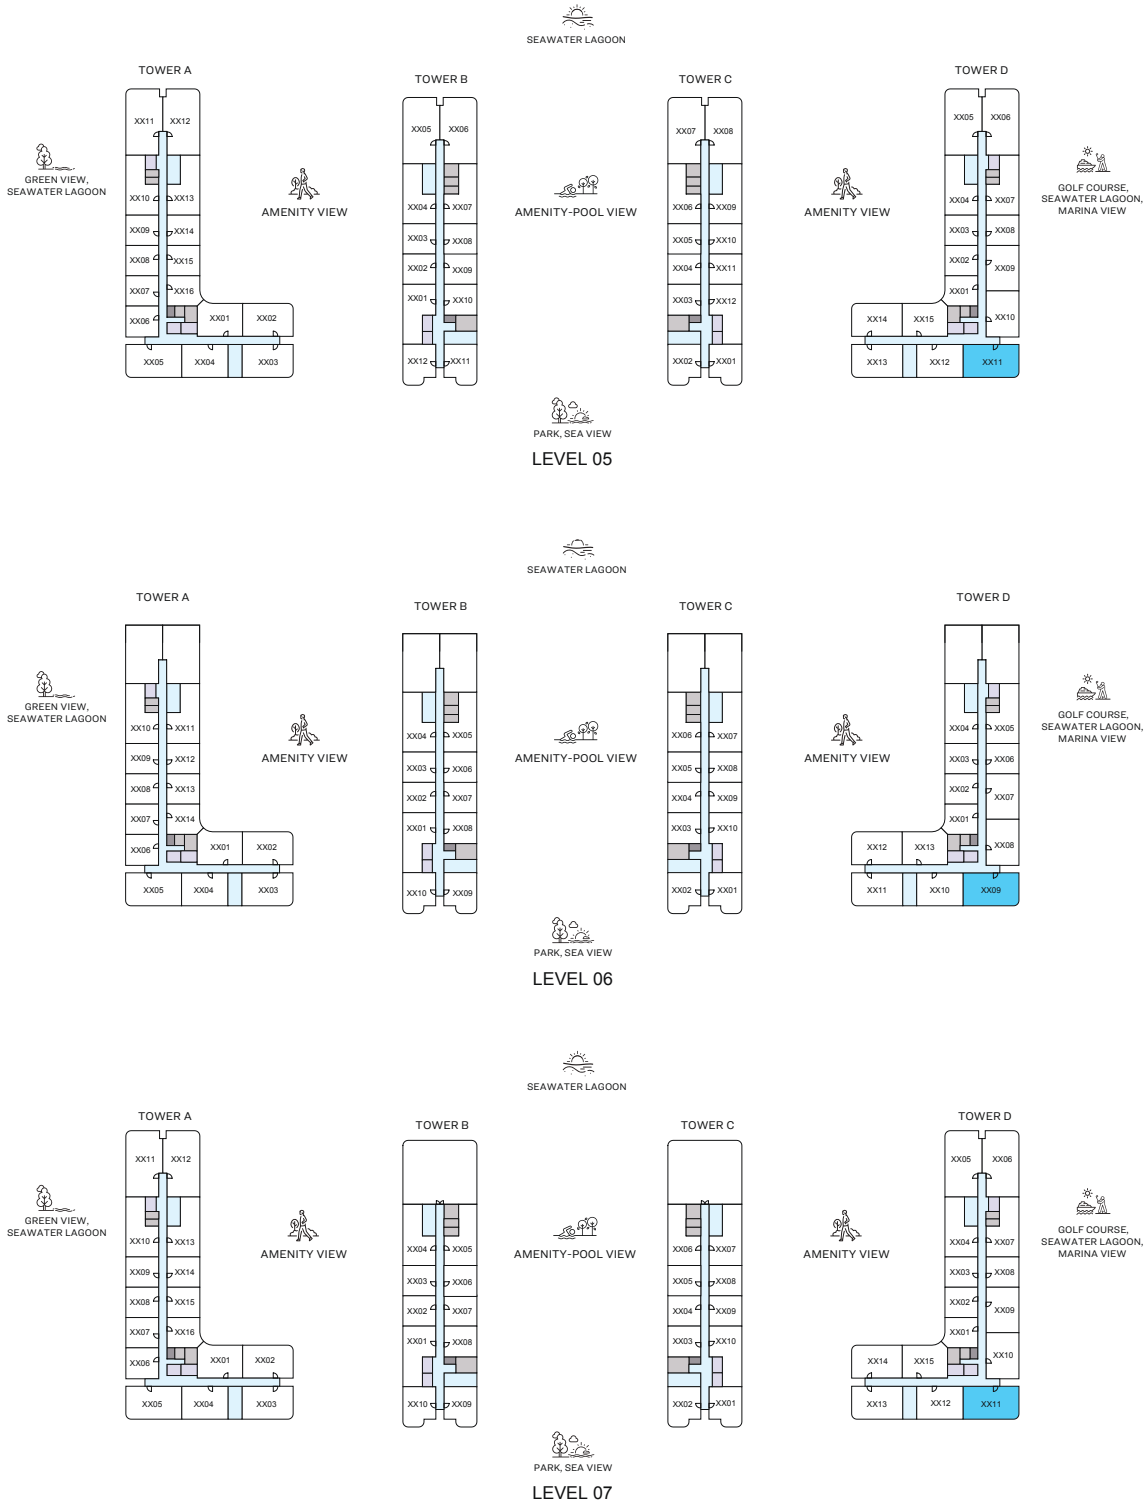 SEAWATER LAGOON
TOWER A
TOWER B
TOWER C
TOWER D
XX11 XX12
XX05 XX06
XX07 XX08
XX05 XX06
GREEN VIEW,
SEAWATER LAGOON
AMENITY VIEW
AMENITY-POOL VIEW
AMENITY VIEW
GOLF COURSE,
SEAWATER LAGOON,
MARINA VIEW
XX10 XX13
XX04 XX07
XX06 XX09
XX04 XX07
XX09 XX14
XX03 XX08
XX05 XX10
XX03 XX08
XX08 XX15
XX02 XX09
XX04 XX11
XX02 XX09
XX07 XX16
XX01 XX10
XX03 XX12
XX01
XX06 XX01 XX02
XX14 XX15 XX10
XX05 XX04 XX03
XX12 XX11
XX02 XX01
XX13 XX12 XX11
PARK, SEA VIEW
LEVEL 05
SEAWATER LAGOON
TOWER A
TOWER B
TOWER C
TOWER D
GREEN VIEW,
SEAWATER LAGOON
AMENITY VIEW
AMENITY-POOL VIEW
AMENITY VIEW
GOLF COURSE,
SEAWATER LAGOON,
MARINA VIEW
XX10 XX11
XX04 XX05
XX06 XX07
XX04 XX05
XX09 XX12
XX03 XX06
XX05 XX08
XX03 XX06
XX08 XX13
XX02 XX07
XX04 XX09
XX02 XX07
XX07 XX14
XX01 XX08
XX03 XX10
XX01
XX06 XX01 XX02
XX12 XX13 XX08
XX05 XX04 XX03
XX10 XX09
XX02 XX01
XX11 XX10 XX09
PARK, SEA VIEW
LEVEL 06
SEAWATER LAGOON
TOWER A
TOWER B
TOWER C
TOWER D
XX11 XX12
XX05 XX06
GREEN VIEW,
SEAWATER LAGOON
AMENITY VIEW
AMENITY-POOL VIEW
AMENITY VIEW
GOLF COURSE,
SEAWATER LAGOON,
MARINA VIEW
XX10 XX13
XX04 XX05
XX06 XX07
XX04 XX07
XX09 XX14
XX03 XX06
XX05 XX08
XX03 XX08
XX08 XX15
XX02 XX07
XX04 XX09
XX02 XX09
XX07 XX16
XX01 XX08
XX03 XX10
XX01
XX06 XX01 XX02
XX14 XX15 XX10
XX05 XX04 XX03
XX10 XX09
XX02 XX01
XX13 XX12 XX11
PARK, SEA VIEW
LEVEL 07